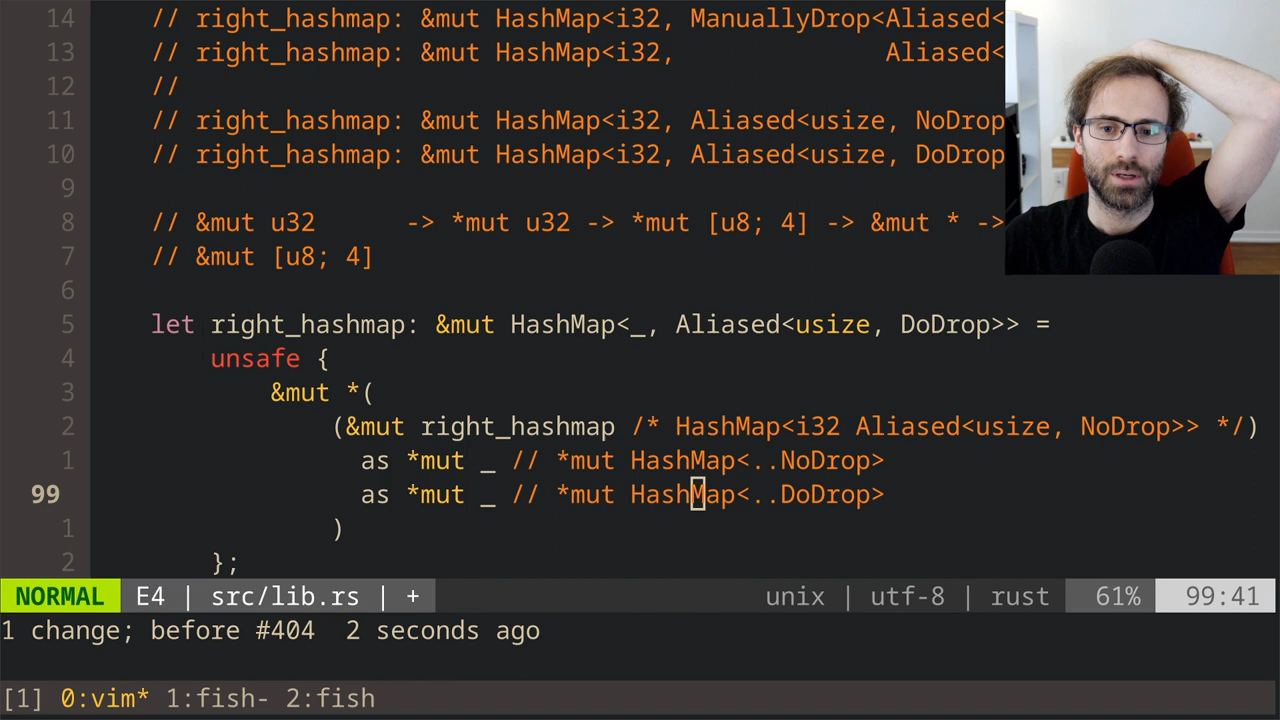 14 // right_hashmap: &mut HashMap<i32, ManuallyDrop<Aliased<
13 // right_hashmap: &mut HashMap<i32,              Aliased<
12 //
11 // right_hashmap: &mut HashMap<i32, Aliased<usize, NoDrop
10 // right_hashmap: &mut HashMap<i32, Aliased<usize, DoDrop
9
8 // &mut u32      -> *mut u32 -> *mut [u8; 4] -> &mut * ->
7 // &mut [u8; 4]
6
5 let right_hashmap: &mut HashMap<_, Aliased<usize, DoDrop>> =
4 unsafe {
3 &mut *(
2 (&mut right_hashmap /* HashMap<i32 Aliased<usize, NoDrop>> */)
1 as *mut _ // *mut HashMap<..NoDrop>
99 as *mut _ // *mut HashMap<..DoDrop>
1 )
2 };
NORMAL E4 | src/lib.rs | + unix | utf-8 | rust 61% 99:41
1 change; before #404  2 seconds ago
[1] 0:vim* 1:fish- 2:fish